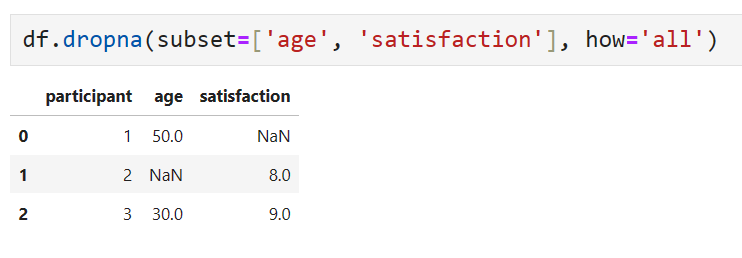 df.dropna(subset=['age', 'satisfaction'], how='all')
participant age satisfaction
0 1 50.0 NaN
1 2 NaN 8.0
2 3 30.0 9.0